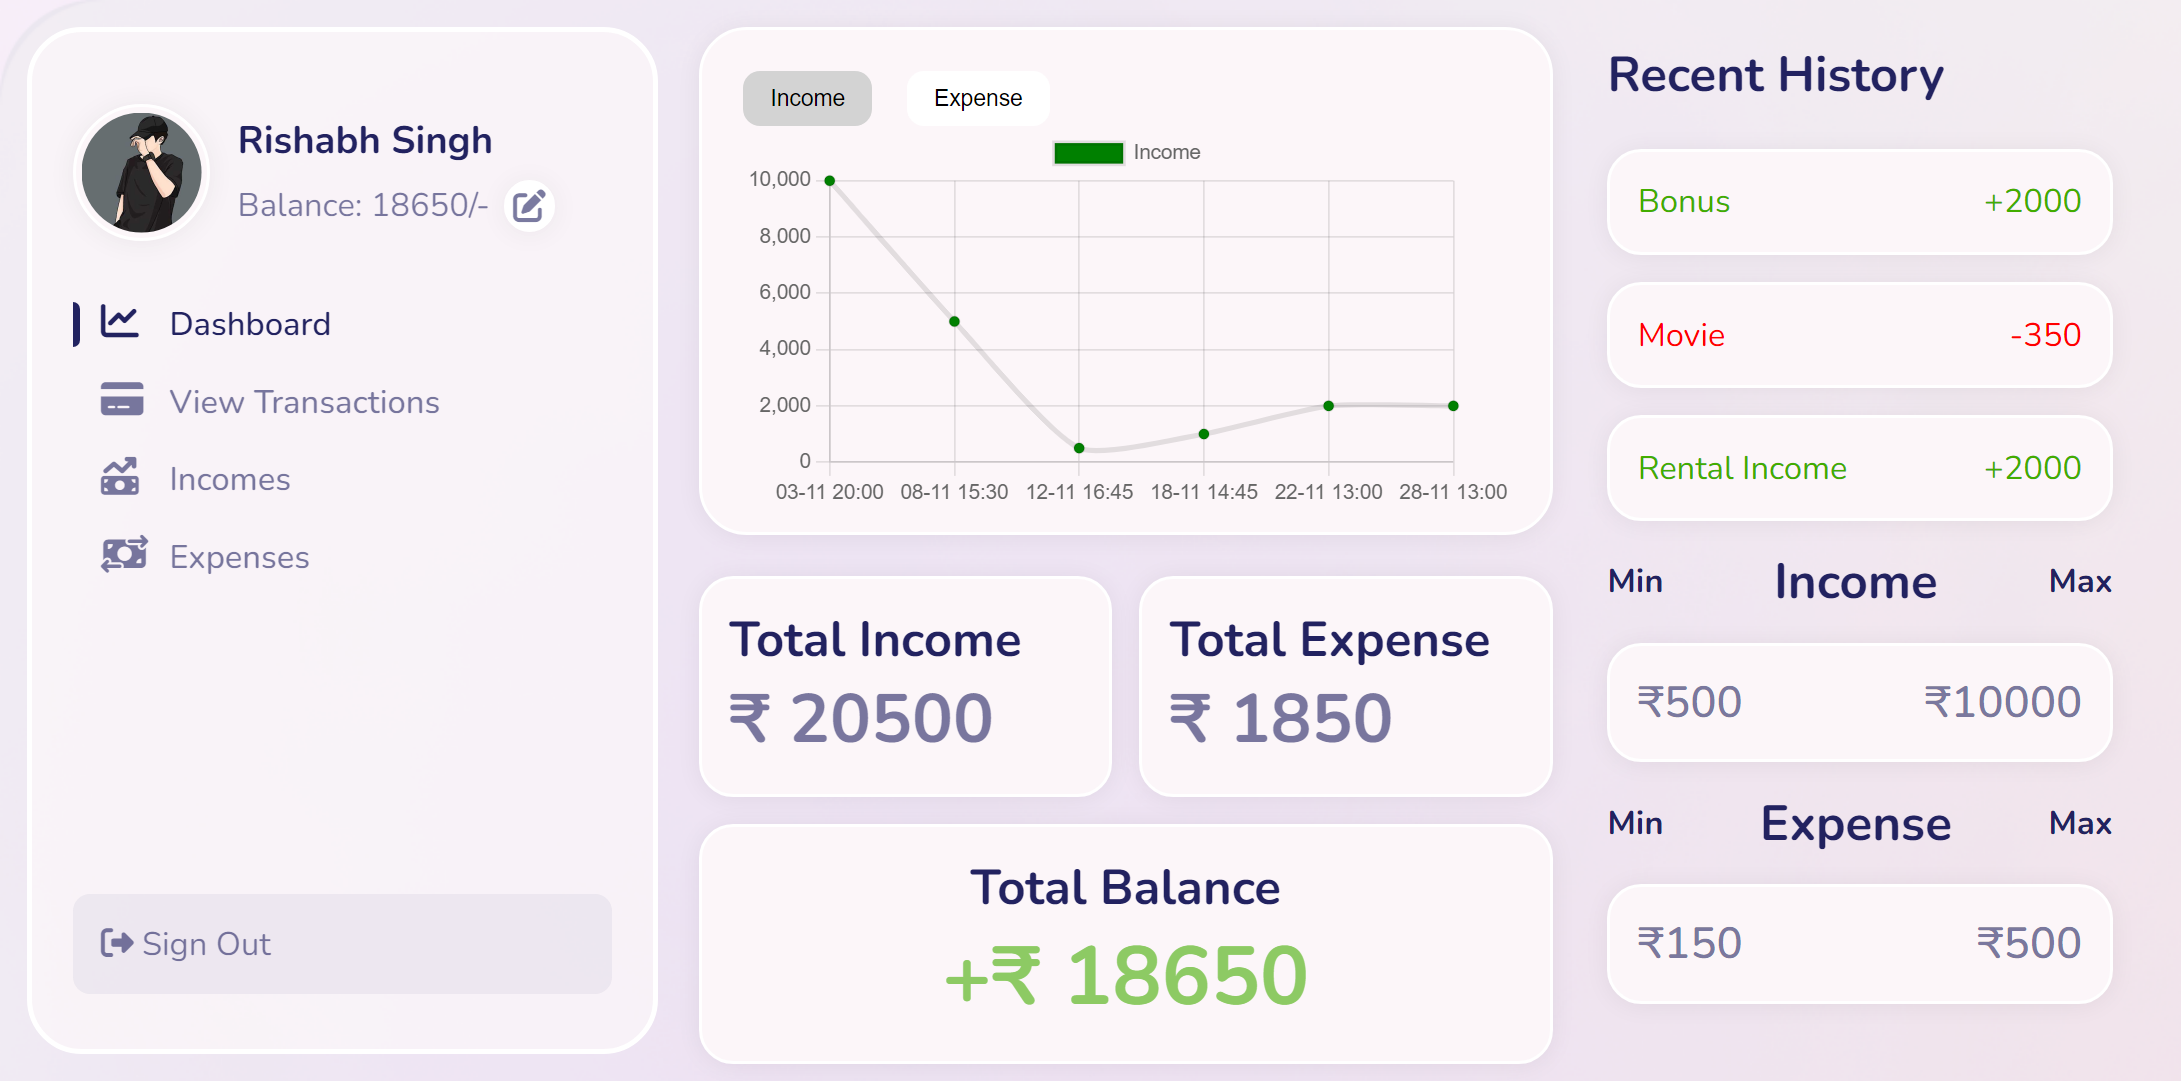 Rishabh Singh
Balance: 18650/-
Dashboard
View Transactions
Incomes
Expenses
Sign Out
Income
Expense
Income
10,000
8,000
6,000
4,000
2,000
0
03-11 20:00 08-11 15:30 12-11 16:45 18-11 14:45 22-11 13:00 28-11 13:00
Total Income
₹ 20500
Total Expense
₹ 1850
Total Balance
+₹ 18650
Recent History
Bonus +2000
Movie -350
Rental Income +2000
Min Income Max
₹500 ₹10000
Min Expense Max
₹150 ₹500